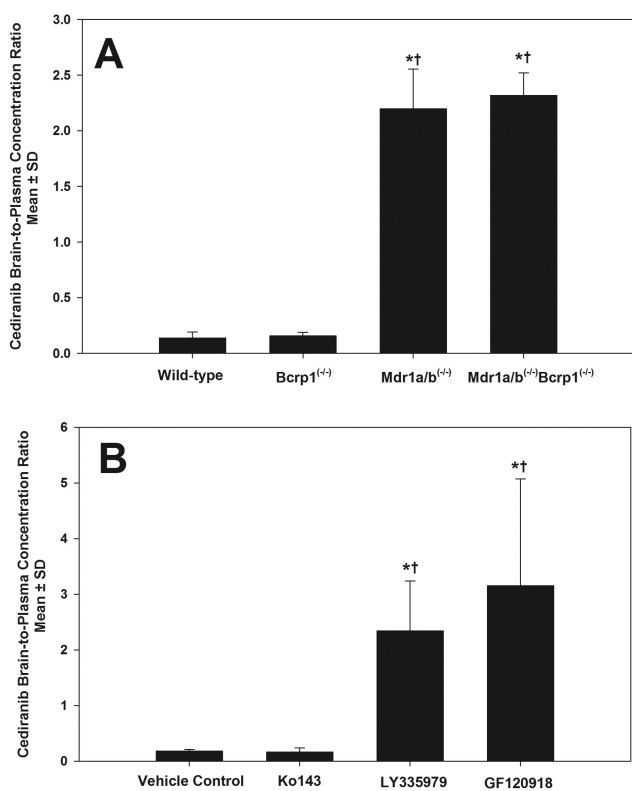 A
Cediranib Brain-to-Plasma Concentration Ratio
Mean ± SD
3.0
2.5
2.0
1.5
1.0
0.5
0.0
*†
*†
Wild-type
Bcrp1(-/-)
Mdr1a/b(-/-)
Mdr1a/b(-/-)Bcrp1(-/-)
B
Cediranib Brain-to-Plasma Concentration Ratio
Mean ± SD
6
5
4
3
2
1
0
*†
*†
Vehicle Control
Ko143
LY335979
GF120918